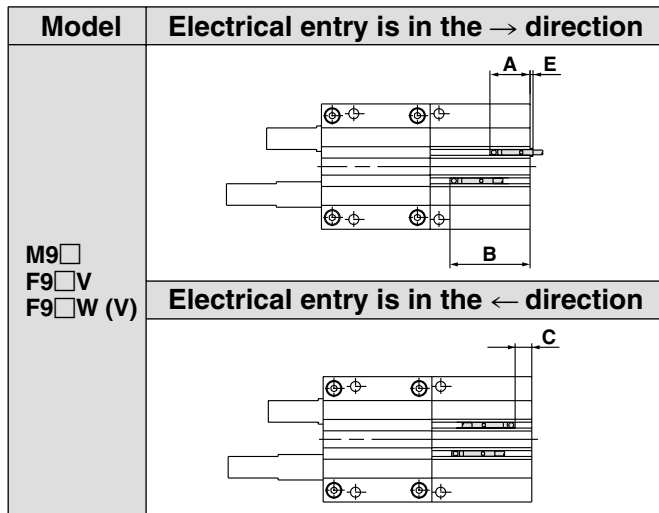 Model
Electrical entry is in the → direction
A E
B
M9□
F9□V
F9□W (V)
Electrical entry is in the ← direction
C